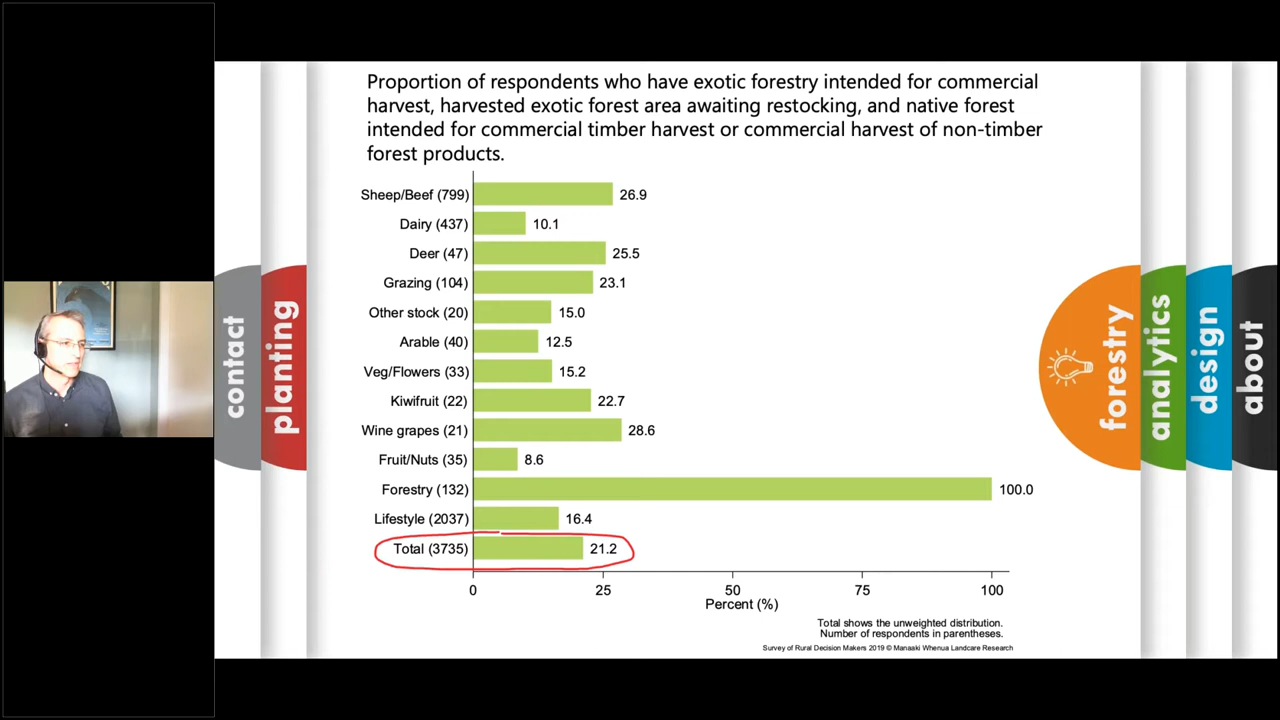 Proportion of respondents who have exotic forestry intended for commercial
harvest, harvested exotic forest area awaiting restocking, and native forest
intended for commercial timber harvest or commercial harvest of non-timber
forest products.
Sheep/Beef (799) 26.9
Dairy (437) 10.1
Deer (47) 25.5
Grazing (104) 23.1
Other stock (20) 15.0
Arable (40) 12.5
Veg/Flowers (33) 15.2
Kiwifruit (22) 22.7
Wine grapes (21) 28.6
Fruit/Nuts (35) 8.6
Forestry (132) 100.0
Lifestyle (2037) 16.4
Total (3735) 21.2
0 25 50 75 100
Percent (%)
Total shows the unweighted distribution.
Number of respondents in parentheses.
Survey of Rural Decision Makers 2019 © Manaaki Whenua Landcare Research
contact
planting
forestry
analytics
design
about